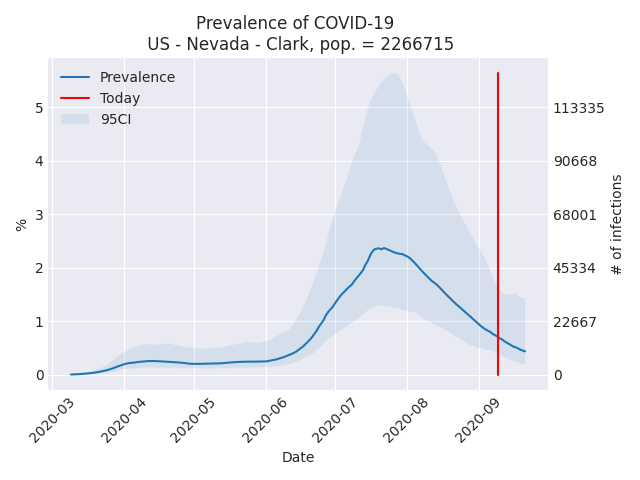 Prevalence of COVID-19
US - Nevada - Clark, pop. = 2266715
Prevalence
Today
95CI
%
5
4
3
2
1
0
113335
90668
68001
45334
22667
0
# of infections
2020-03
2020-04
2020-05
2020-06
2020-07
2020-08
2020-09
Date